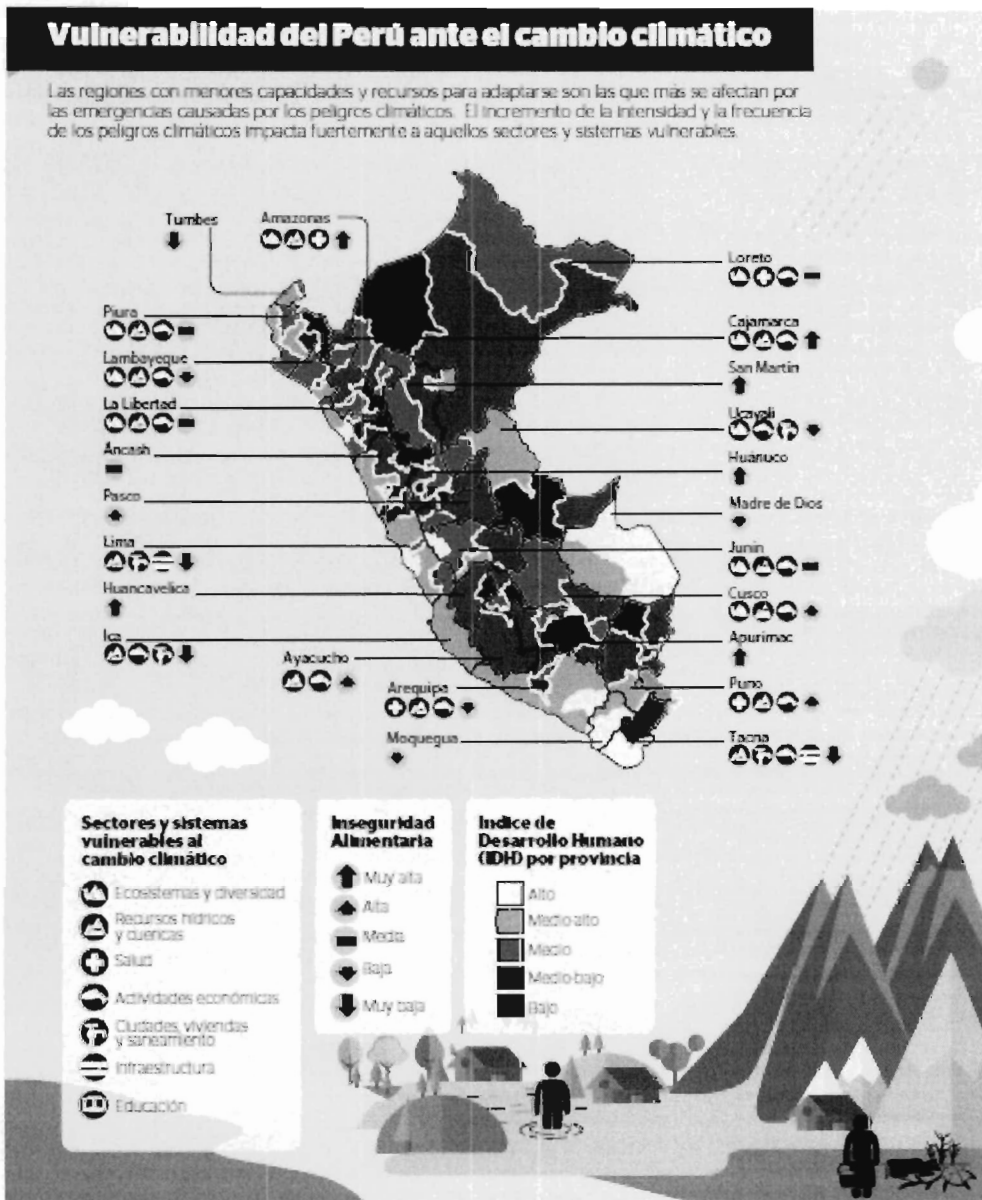 Vulnerabilidad del Perú ante el cambio climático
Las regiones con menores capacidades y recursos para adaptarse son las que más se afectan por
las emergencias causadas por los peligros climáticos. El incremento de la intensidad y la frecuencia
de los peligros climáticos impacta fuertemente a aquellos sectores y sistemas vulnerables.
Tumbes
Amazonas
Piura
Lambayeque
La Libertad
Ancash
Pasco
Lima
Huancavelica
Ica
Ayacucho
Arequipa
Moquegua
Loreto
Cajamarca
San Martín
Ucayali
Huánuco
Madre de Dios
Junín
Cusco
Apurímac
Puno
Tacna
Sectores y sistemas
vulnerables al
cambio climático
Ecosistemas y diversidad
Recursos hídricos
y cuencas
Salud
Actividades económicas
Ciudades, viviendas
y saneamiento
Infraestructura
Educación
Inseguridad
Alimentaria
Muy alta
Alta
Media
Baja
Muy baja
Indice de
Desarrollo Humano
(IDH) por provincia
Alto
Medio-alto
Medio
Medio-bajo
Bajo